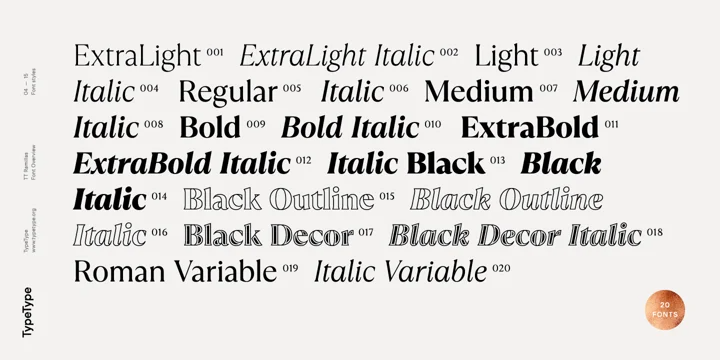 ExtraLight 001 ExtraLight Italic 002 Light 003 Light
Italic 004 Regular 005 Italic 006 Medium 007 Medium
Italic 008 Bold 009 Bold Italic 010 ExtraBold 011
ExtraBold Italic 012 Italic Black 013 Black
Italic 014 Black Outline 015 Black Outline
Italic 016 Black Decor 017 Black Decor Italic 018
Roman Variable 019 Italic Variable 020
04 — 15
Font styles
TT Ramillas
Font Overview
TypeType
www.typetype.org
TypeType
20
FONTS